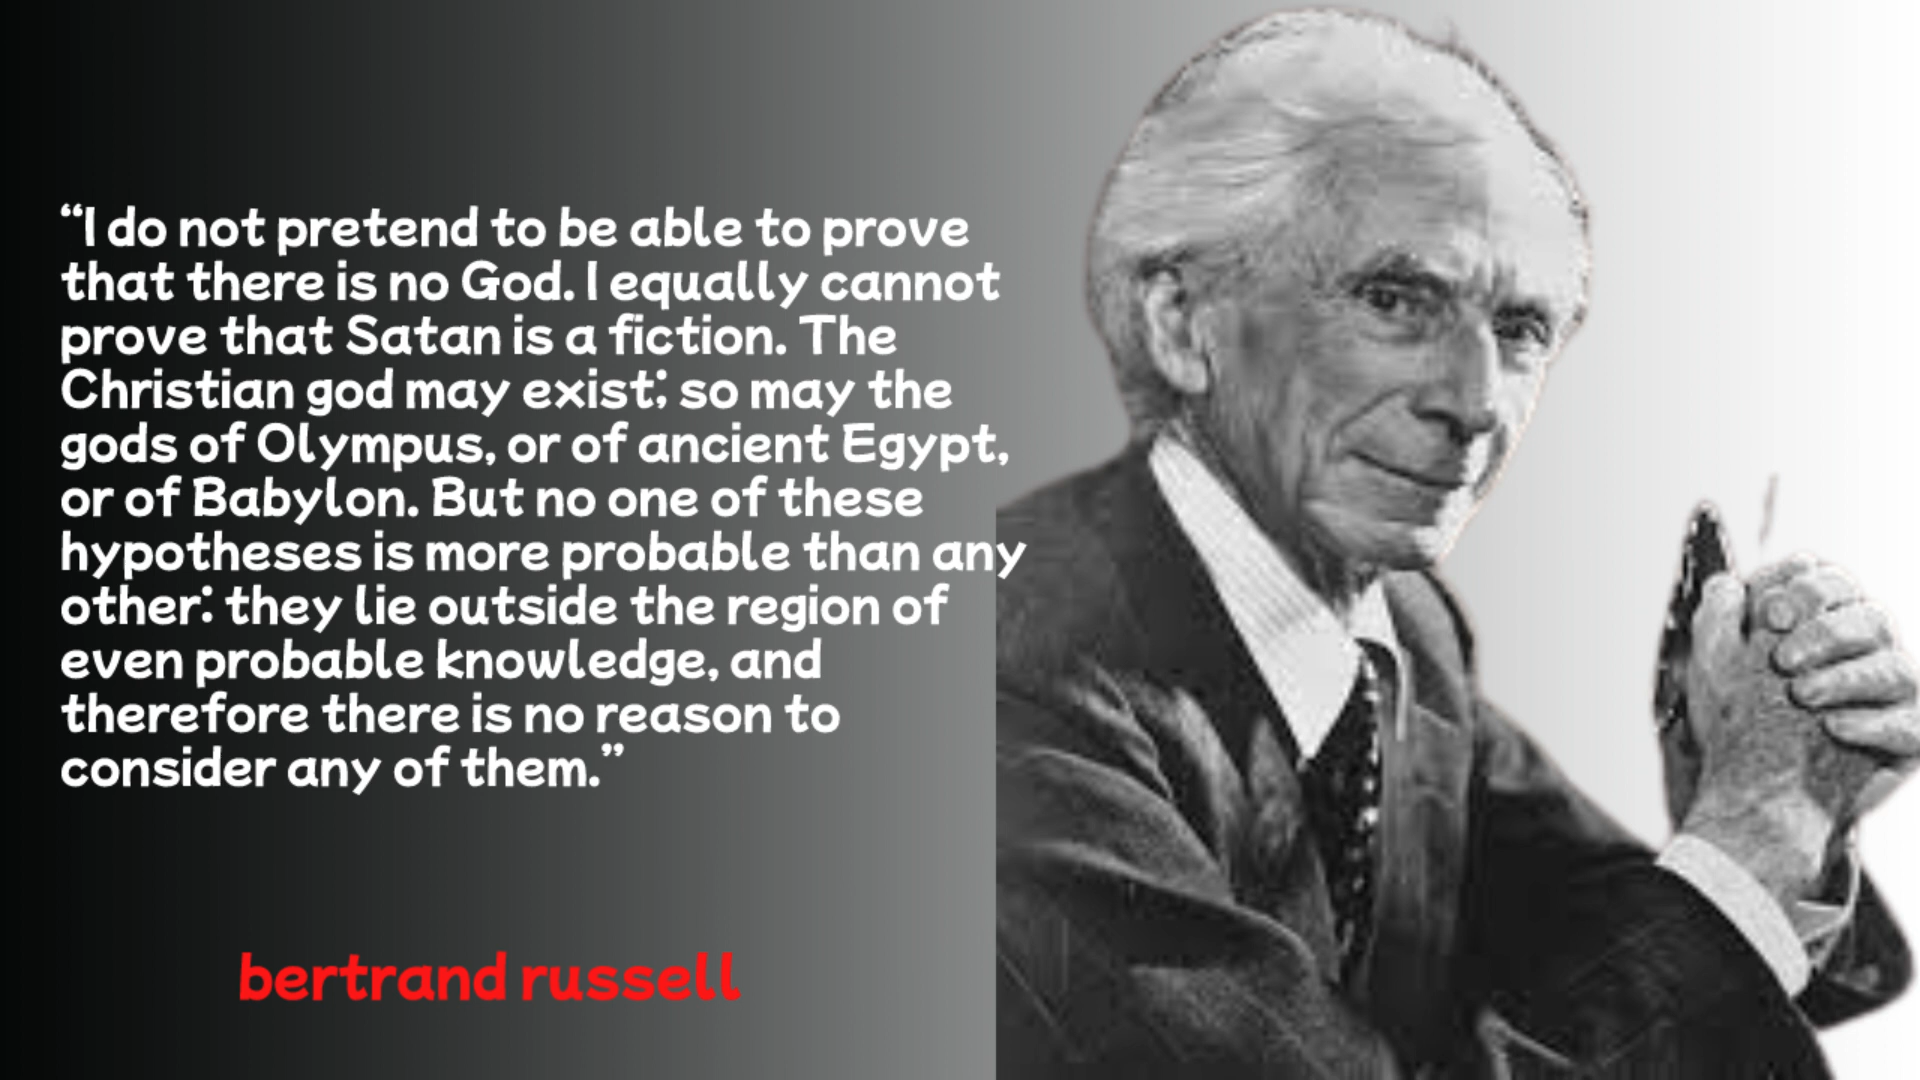 “I do not pretend to be able to prove
that there is no God. I equally cannot
prove that Satan is a fiction. The
Christian god may exist; so may the
gods of Olympus, or of ancient Egypt,
or of Babylon. But no one of these
hypotheses is more probable than any
other: they lie outside the region of
even probable knowledge, and
therefore there is no reason to
consider any of them.”
bertrand russell